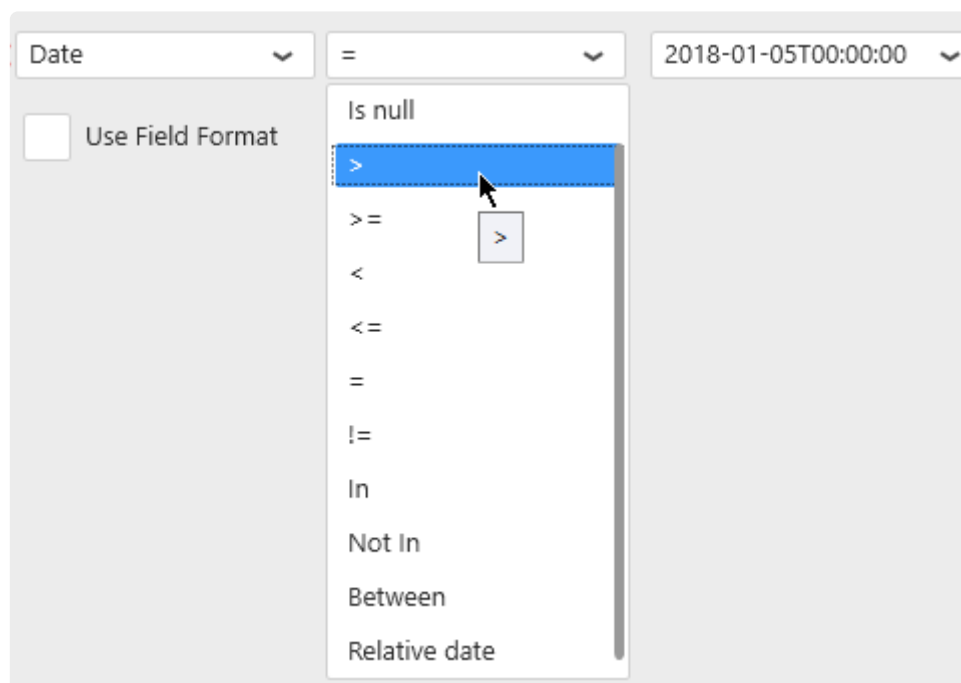 Date = 2018-01-05T00:00:00
Is null
Use Field Format
>
>=
>
<
<=
=
!=
In
Not In
Between
Relative date